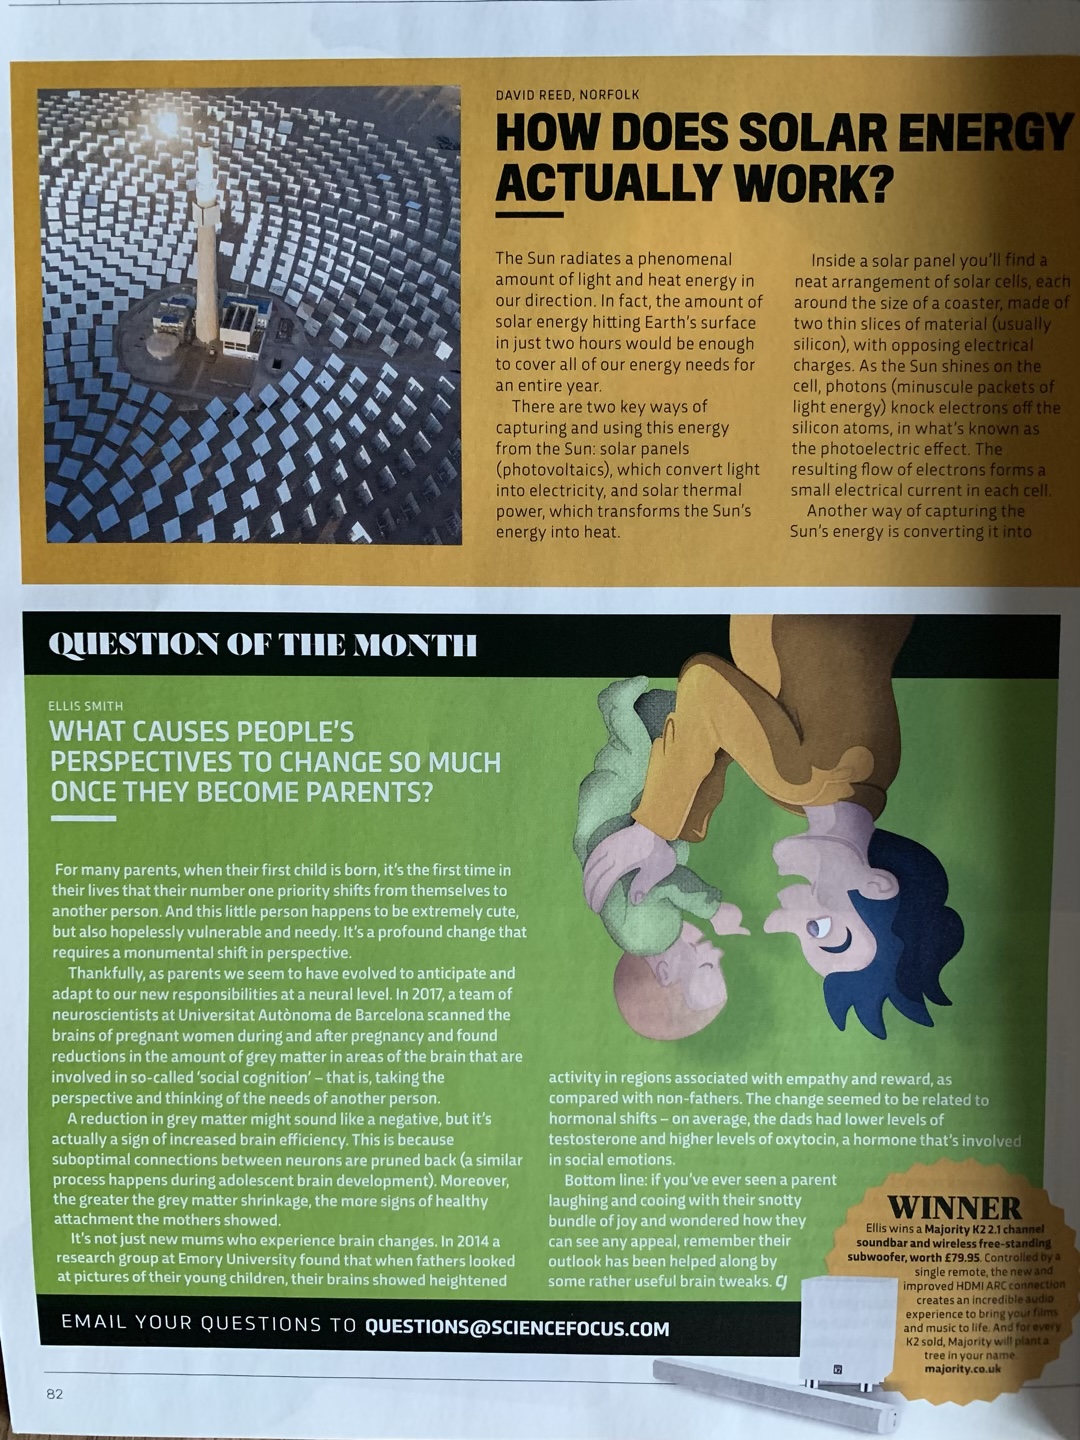 DAVID REED, NORFOLK
HOW DOES SOLAR ENERGY
ACTUALLY WORK?
The Sun radiates a phenomenal
amount of light and heat energy in
our direction. In fact, the amount of
solar energy hitting Earth's surface
in just two hours would be enough
to cover all of our energy needs for
an entire year.
There are two key ways of
capturing and using this energy
from the Sun: solar panels
(photovoltaics), which convert light
into electricity, and solar thermal
power, which transforms the Sun's
energy into heat.
Inside a solar panel you'll find a
neat arrangement of solar cells, each
around the size of a coaster, made of
two thin slices of material (usually
silicon), with opposing electrical
charges. As the Sun shines on the
cell, photons (minuscule packets of
light energy) knock electrons off the
silicon atoms, in what's known as
the photoelectric effect. The
resulting flow of electrons forms a
small electrical current in each cell.
Another way of capturing the
Sun's energy is converting it into
QUESTION OF THE MONTH
ELLIS SMITH
WHAT CAUSES PEOPLE'S
PERSPECTIVES TO CHANGE SO MUCH
ONCE THEY BECOME PARENTS?
For many parents, when their first child is born, it's the first time in
their lives that their number one priority shifts from themselves to
another person. And this little person happens to be extremely cute,
but also hopelessly vulnerable and needy. It's a profound change that
requires a monumental shift in perspective.
Thankfully, as parents we seem to have evolved to anticipate and
adapt to our new responsibilities at a neural level. In 2017, a team of
neuroscientists at Universitat Autònoma de Barcelona scanned the
brains of pregnant women during and after pregnancy and found
reductions in the amount of grey matter in areas of the brain that are
involved in so-called 'social cognition' – that is, taking the
perspective and thinking of the needs of another person.
A reduction in grey matter might sound like a negative, but it's
actually a sign of increased brain efficiency. This is because
suboptimal connections between neurons are pruned back (a similar
process happens during adolescent brain development). Moreover,
the greater the grey matter shrinkage, the more signs of healthy
attachment the mothers showed.
It's not just new mums who experience brain changes. In 2014 a
research group at Emory University found that when fathers looked
at pictures of their young children, their brains showed heightened
activity in regions associated with empathy and reward, as
compared with non-fathers. The change seemed to be related to
hormonal shifts – on average, the dads had lower levels of
testosterone and higher levels of oxytocin, a hormone that's involved
in social emotions.
Bottom line: if you've ever seen a parent
laughing and cooing with their snotty
bundle of joy and wondered how they
can see any appeal, remember their
outlook has been helped along by
some rather useful brain tweaks. CJ
WINNER
Ellis wins a Majority K2 2.1 channel
soundbar and wireless free-standing
subwoofer, worth £79.95. Controlled by a
single remote, the new and
improved HDMI ARC connection
creates an incredible audio
experience to bring your films
and music to life. And for every
K2 sold, Majority will plant a
tree in your name.
majority.co.uk
EMAIL YOUR QUESTIONS TO QUESTIONS@SCIENCEFOCUS.COM
82